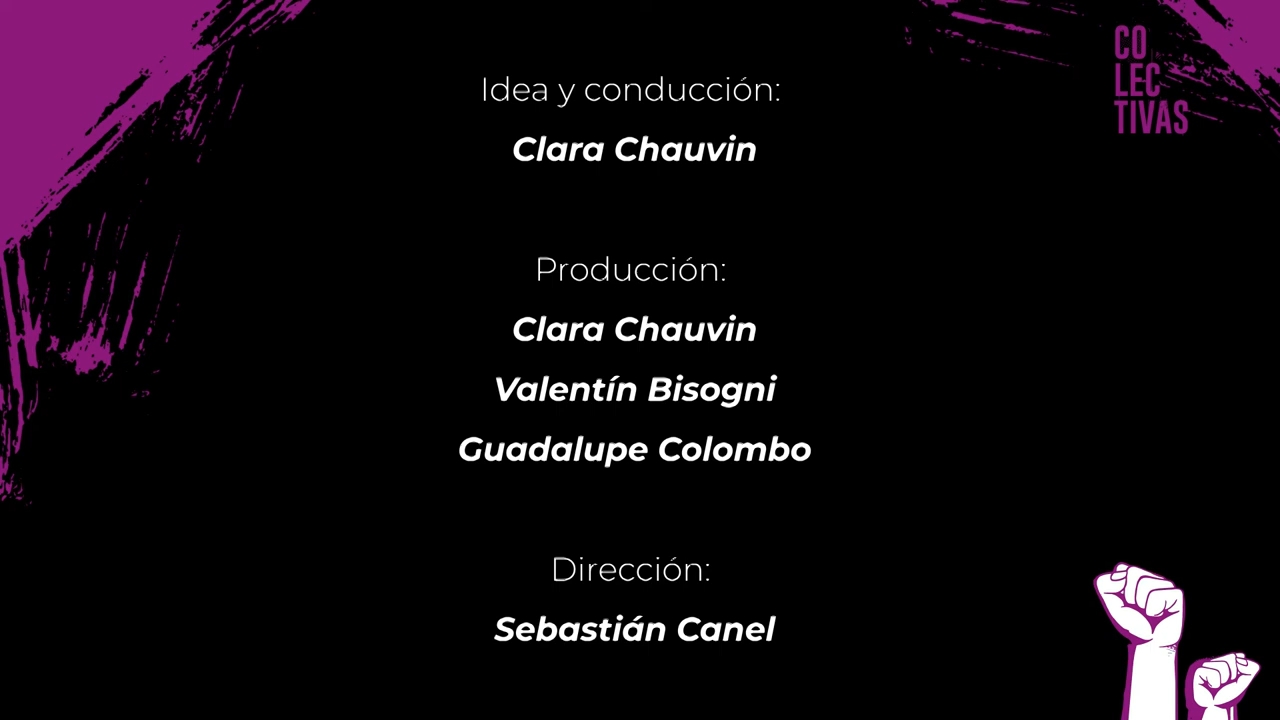 CO
LEC
TIVAS
Idea y conducción:
Clara Chauvin
Producción:
Clara Chauvin
Valentín Bisogni
Guadalupe Colombo
Dirección:
Sebastián Canel